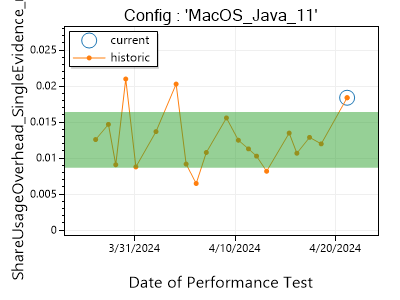 Config : 'MacOS_Java_11'
ShareUsageOverhead_SingleEvidence_
current
historic
0.025
0.02
0.015
0.01
0.005
0
3/31/2024
4/10/2024
4/20/2024
Date of Performance Test